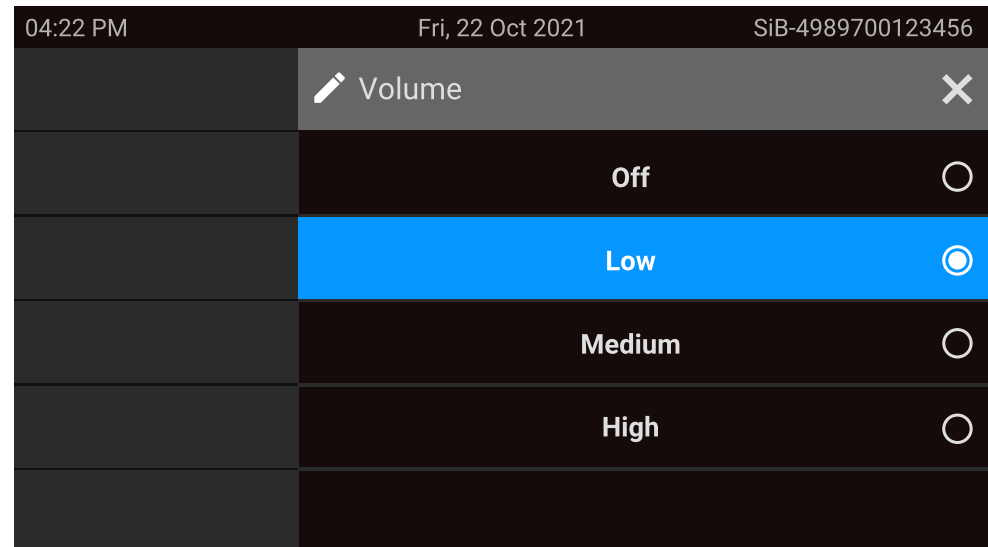 04:22 PM Fri, 22 Oct 2021 SiB-4989700123456
Volume
Off
Low
Medium
High